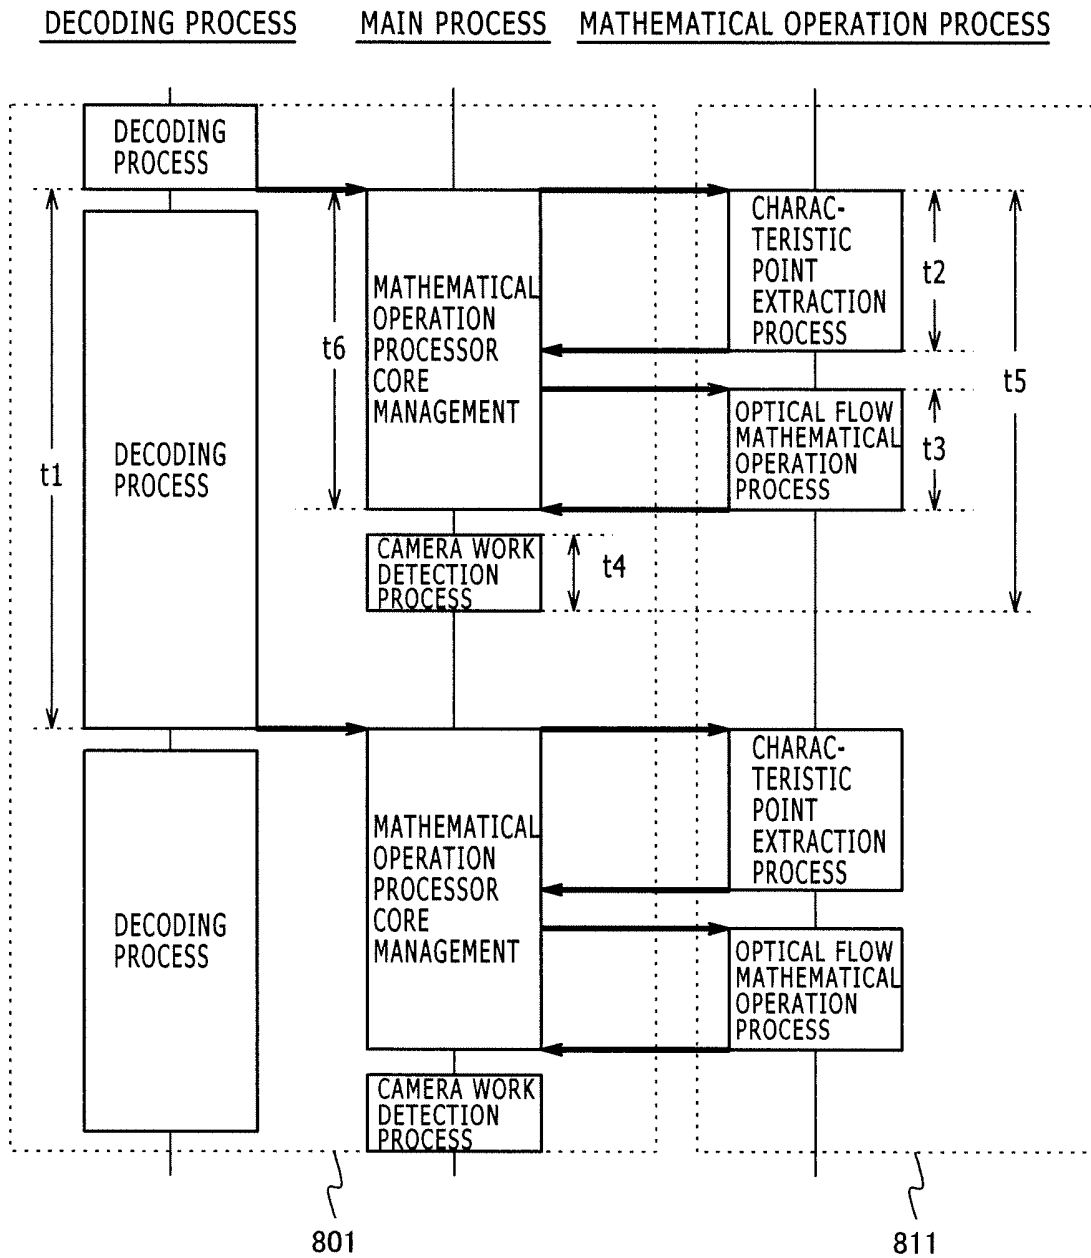 DECODING PROCESS
MAIN PROCESS
MATHEMATICAL OPERATION PROCESS
DECODING
PROCESS
CHARAC-
TERISTIC
POINT
EXTRACTION
PROCESS
t2
MATHEMATICAL
OPERATION
PROCESSOR
CORE
MANAGEMENT
t6
t5
OPTICAL FLOW
MATHEMATICAL
OPERATION
PROCESS
t3
DECODING
PROCESS
t1
CAMERA WORK
DETECTION
PROCESS
t4
CHARAC-
TERISTIC
POINT
EXTRACTION
PROCESS
MATHEMATICAL
OPERATION
PROCESSOR
CORE
MANAGEMENT
DECODING
PROCESS
OPTICAL FLOW
MATHEMATICAL
OPERATION
PROCESS
CAMERA WORK
DETECTION
PROCESS
801
811